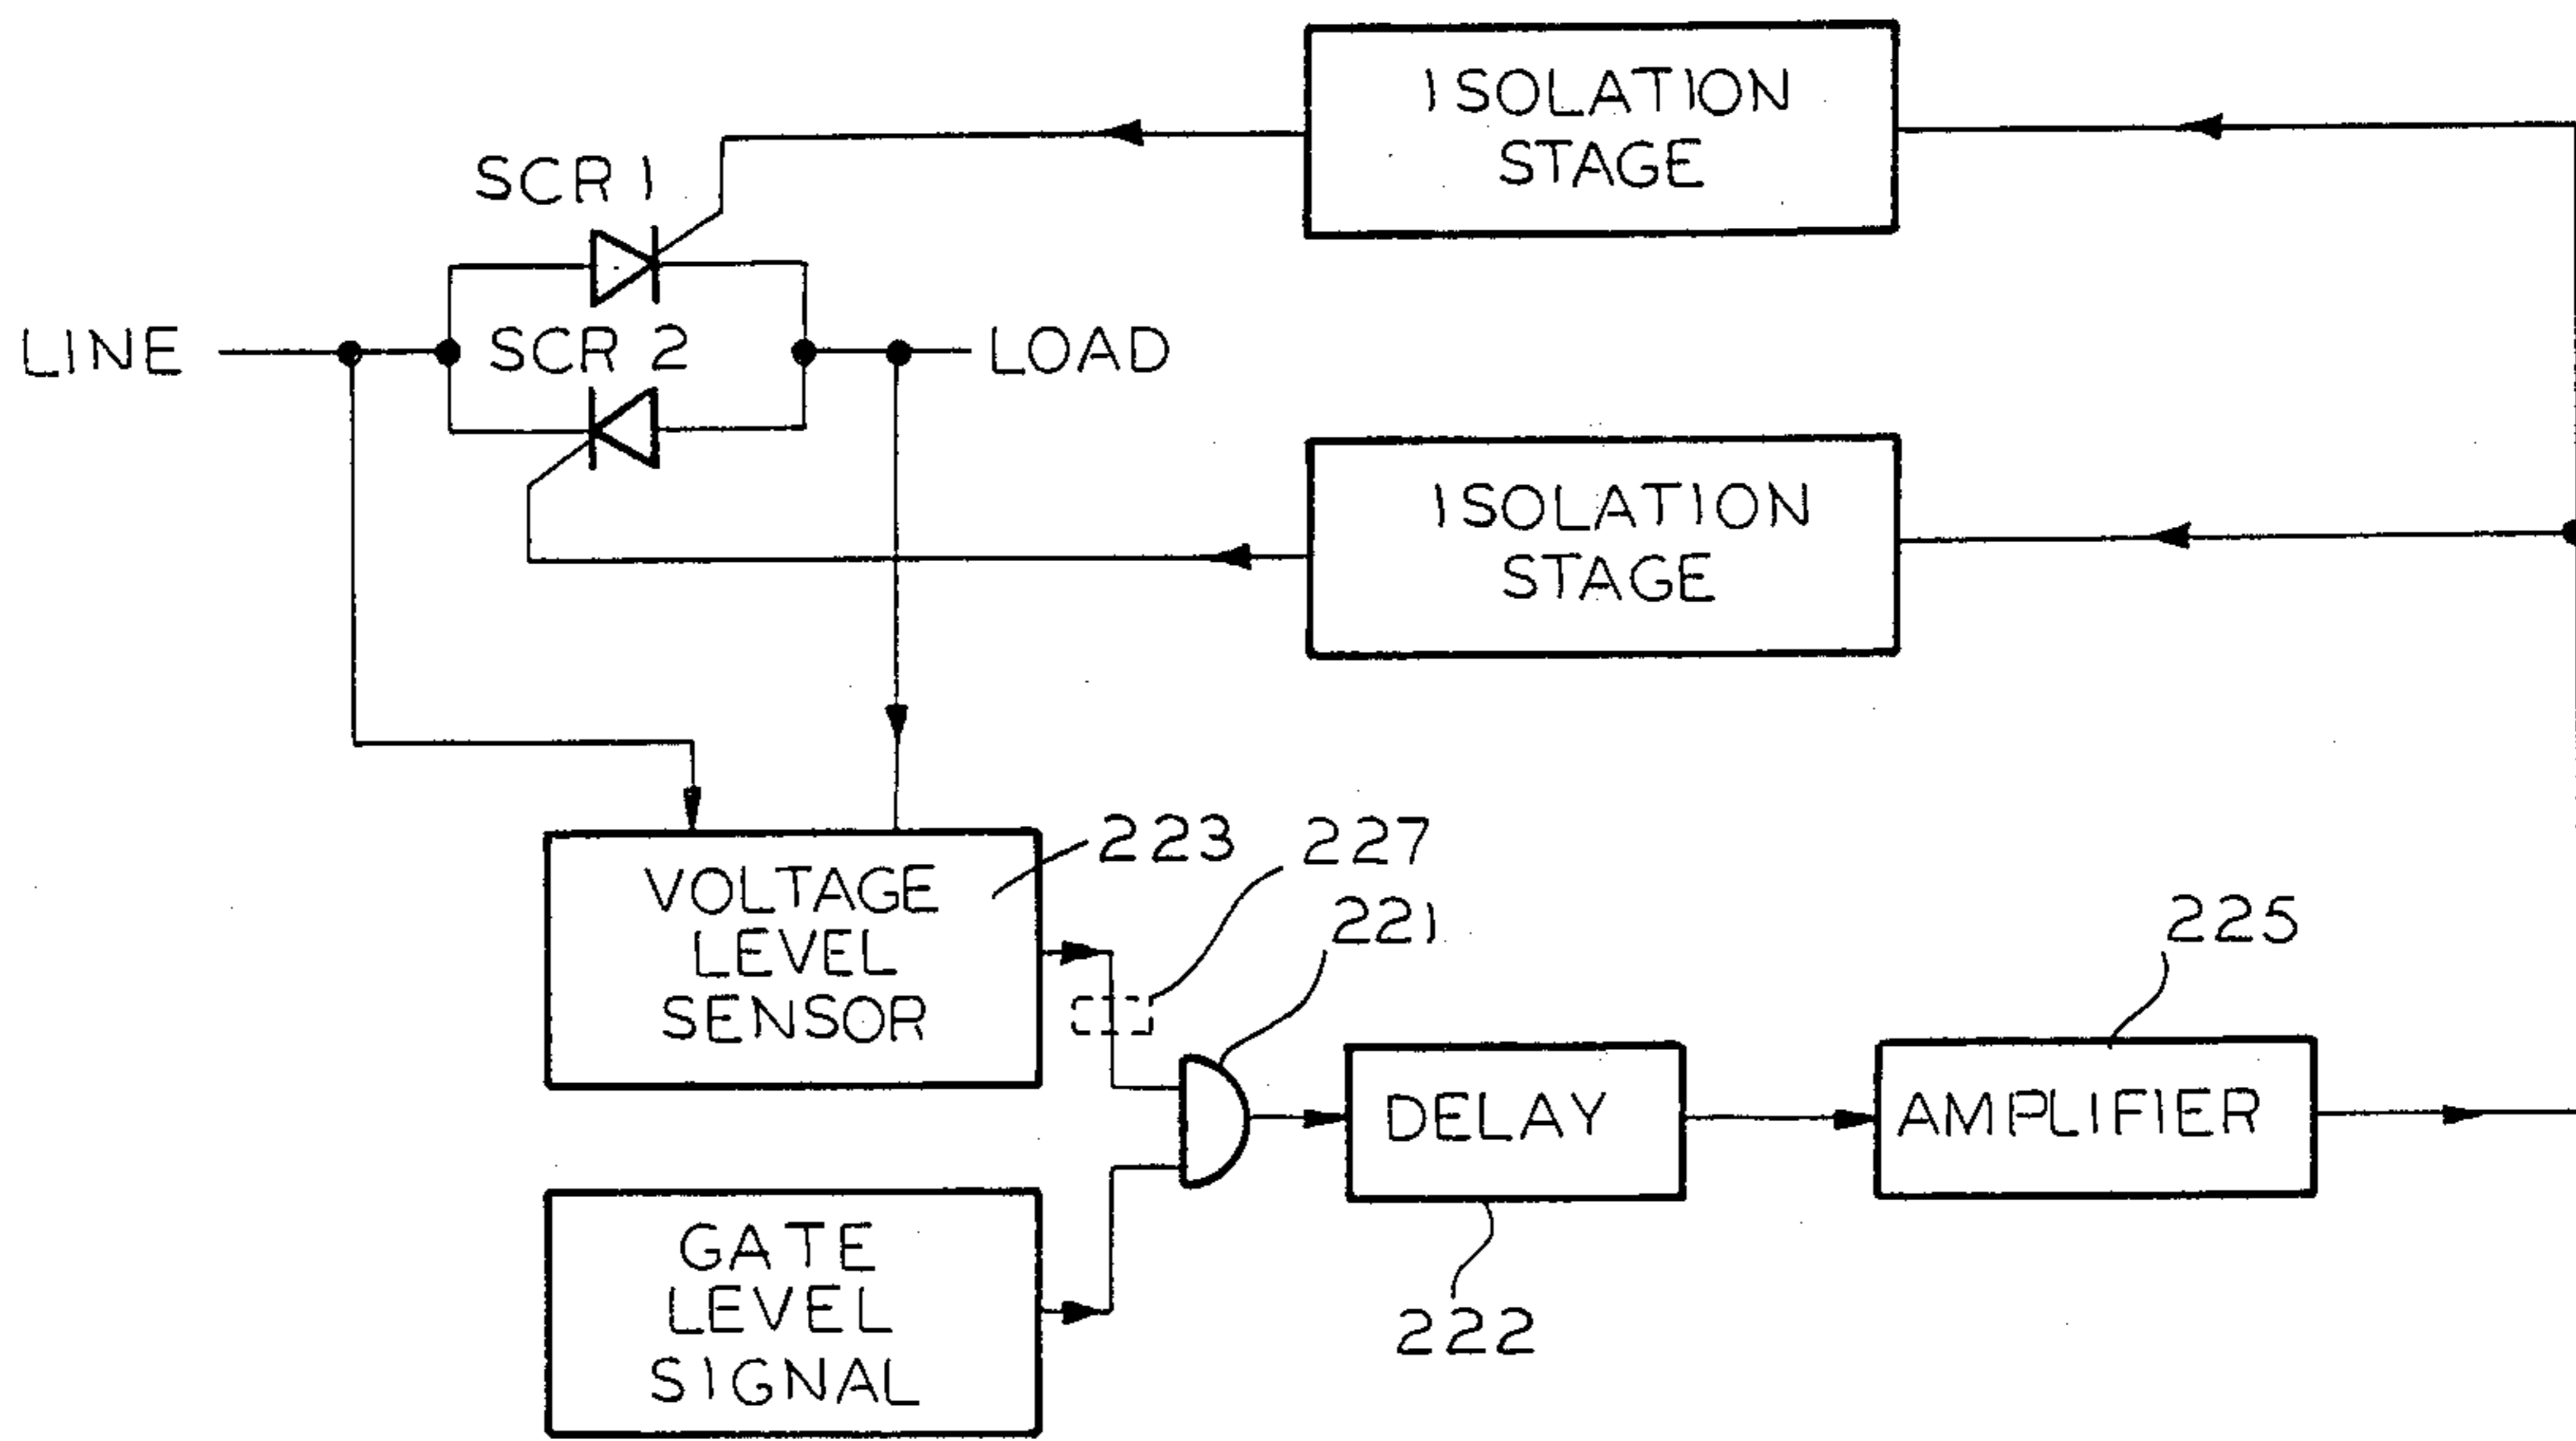 ISOLATION
STAGE
SCR 1
LINE
SCR 2
LOAD
ISOLATION
STAGE
223
227
221
VOLTAGE
LEVEL
SENSOR
225
DELAY
AMPLIFIER
222
GATE
LEVEL
SIGNAL